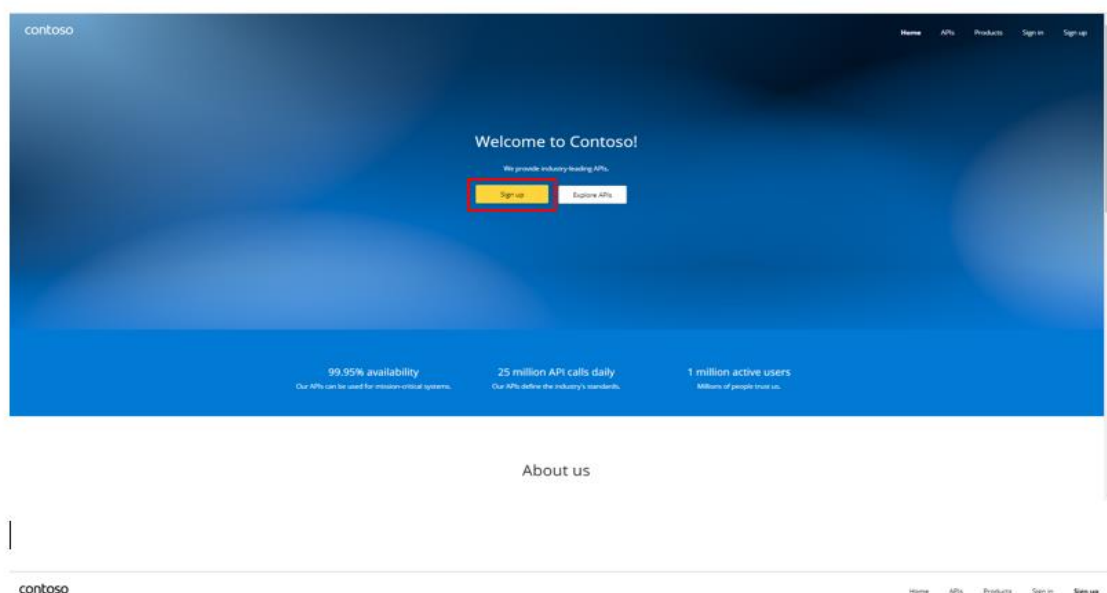 contoso
Home APIs Products Sign in Sign up
Welcome to Contoso!
We provide industry-leading APIs.
Sign up Explore APIs
99.95% availability 25 million API calls daily 1 million active users
Our APIs can be used for mission-critical systems. Our APIs define the industry's standards. Millions of people trust us.
About us
contoso
Home APIs Products Sign in Sign up